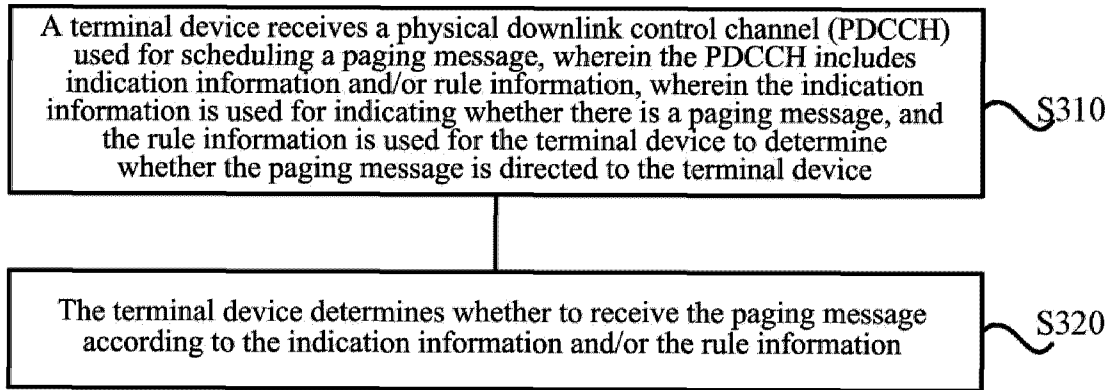 A terminal device receives a physical downlink control channel (PDCCH)
used for scheduling a paging message, wherein the PDCCH includes
indication information and/or rule information, wherein the indication
information is used for indicating whether there is a paging message, and
the rule information is used for the terminal device to determine
whether the paging message is directed to the terminal device
S310
The terminal device determines whether to receive the paging message
according to the indication information and/or the rule information
S320